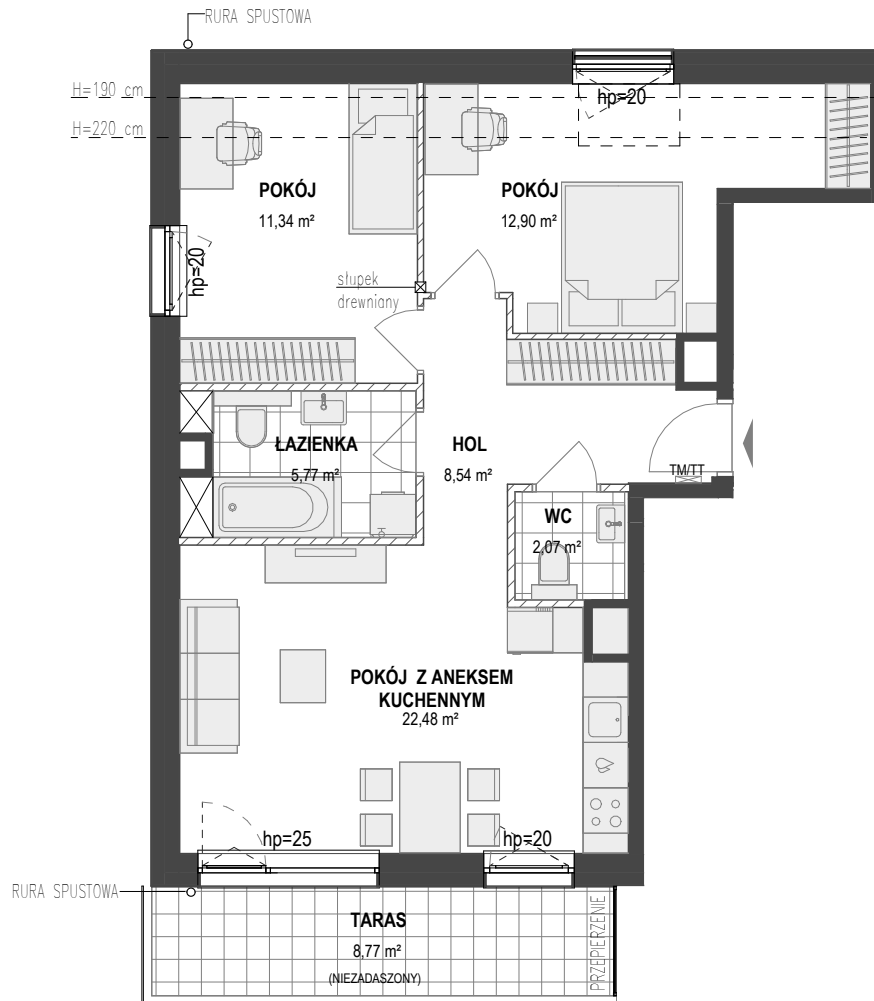 RURA SPUSTOWA
H=190 cm
hp=20
H=220 cm
POKÓJ
11,34 m²
POKÓJ
12,90 m²
hp=20
słupek
drewniany
ŁAZIENKA
5,77 m²
HOL
8,54 m²
TM/TT
WC
2,07 m²
POKÓJ Z ANEKSEM
KUCHENNYM
22,48 m²
hp=25
hp=20
RURA SPUSTOWA
TARAS
8,77 m²
(NIEZADASZONY)
PRZEPIERZENIE